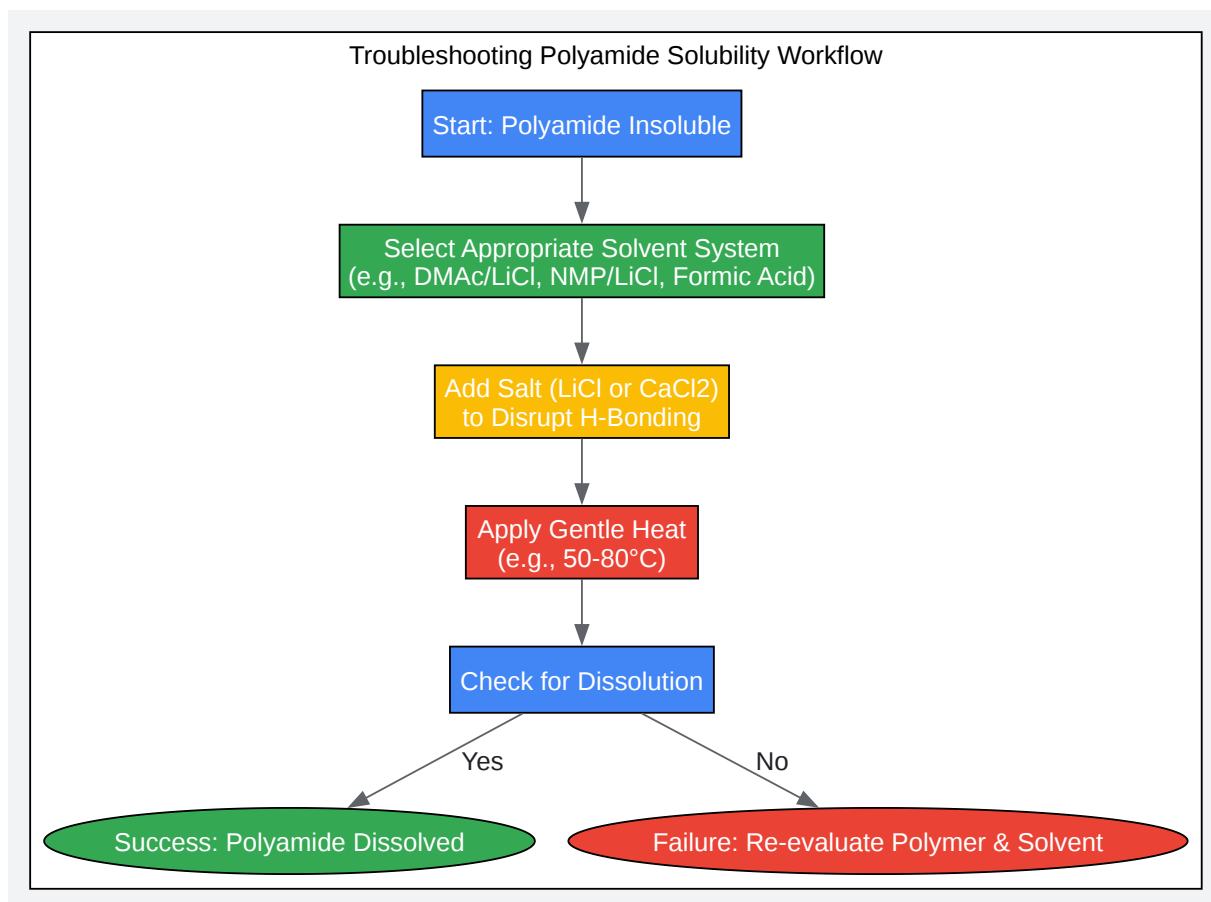 Troubleshooting Polyamide Solubility Workflow
Start: Polyamide Insoluble
Select Appropriate Solvent System
(e.g., DMAc/LiCl, NMP/LiCl, Formic Acid)
Add Salt (LiCl or CaCl2)
to Disrupt H-Bonding
Apply Gentle Heat
(e.g., 50-80°C)
Check for Dissolution
Yes
No
Success: Polyamide Dissolved
Failure: Re-evaluate Polymer & Solvent